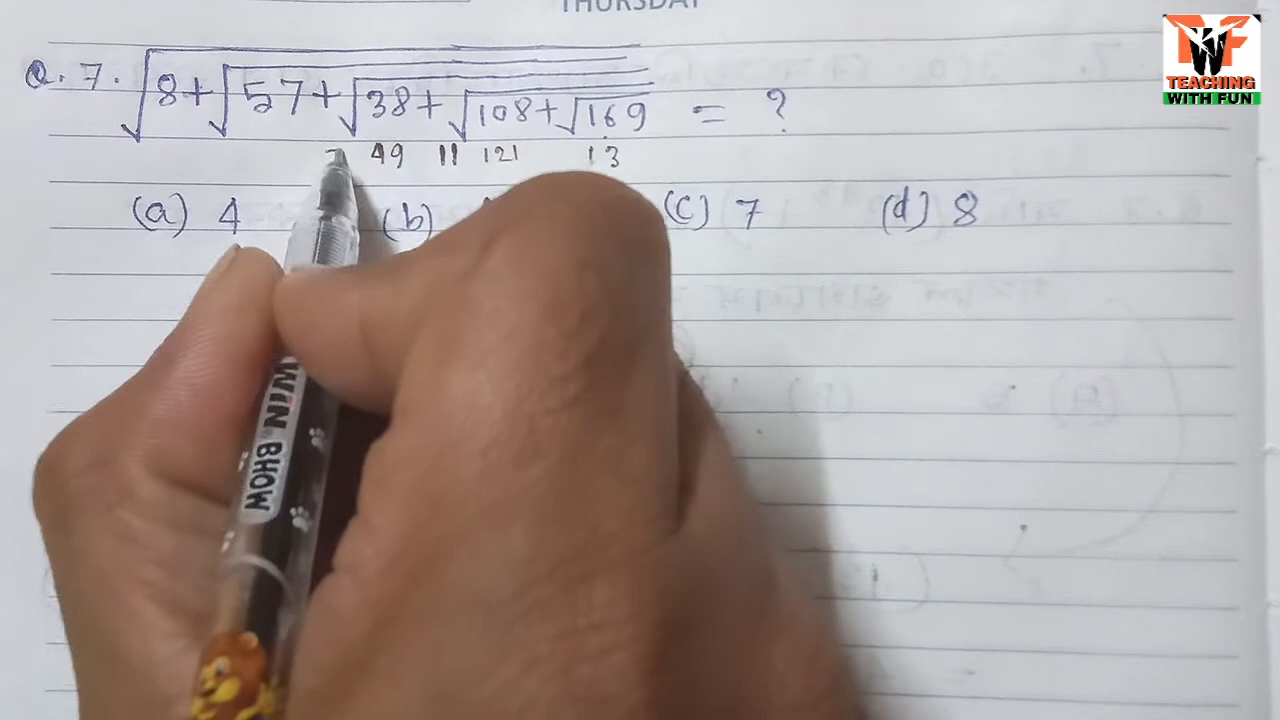 THURSDAY
Q. 7. √8+√57+√38+√108+√169 = ?
49 11 121 13
(a) 4 (b) (c) 7 (d) 8
WIN BHOW
TWF
TEACHING
WITH FUN